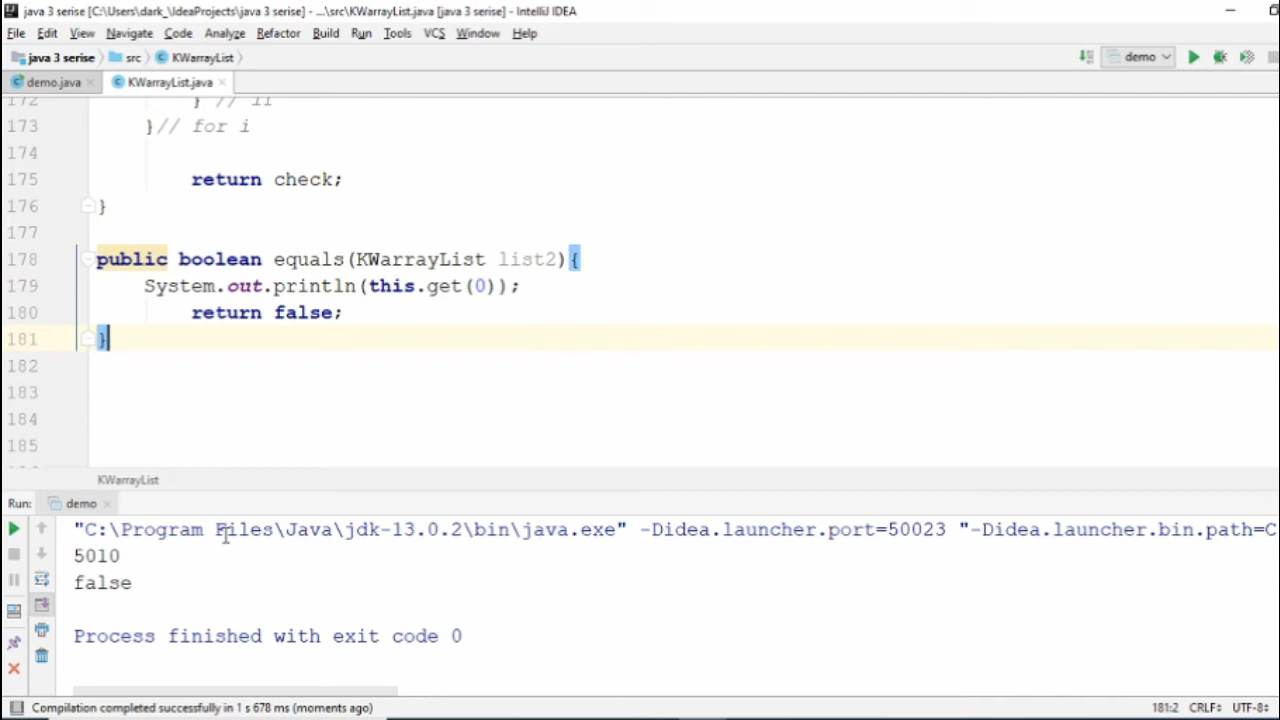 java 3 serise [C:\Users\dark_\IdeaProjects\java 3 serise] - ...\src\KWarrayList.java [java 3 serise] - IntelliJ IDEA
File Edit View Navigate Code Analyze Refactor Build Run Tools VCS Window Help
java 3 serise src KWarrayList demo
demo.java KWarrayList.java
172
173 }// for i
174
175 return check;
176 }
177
178 public boolean equals(KWarrayList list2){
179 System.out.println(this.get(0));
180 return false;
181 }
182
183
184
185
KWarrayList
Run: demo
"C:\Program Files\Java\jdk-13.0.2\bin\java.exe" -Didea.launcher.port=50023 "-Didea.launcher.bin.path=C
5010
false
Process finished with exit code 0
Compilation completed successfully in 1 s 678 ms (moments ago) 181:2 CRLF UTF-8